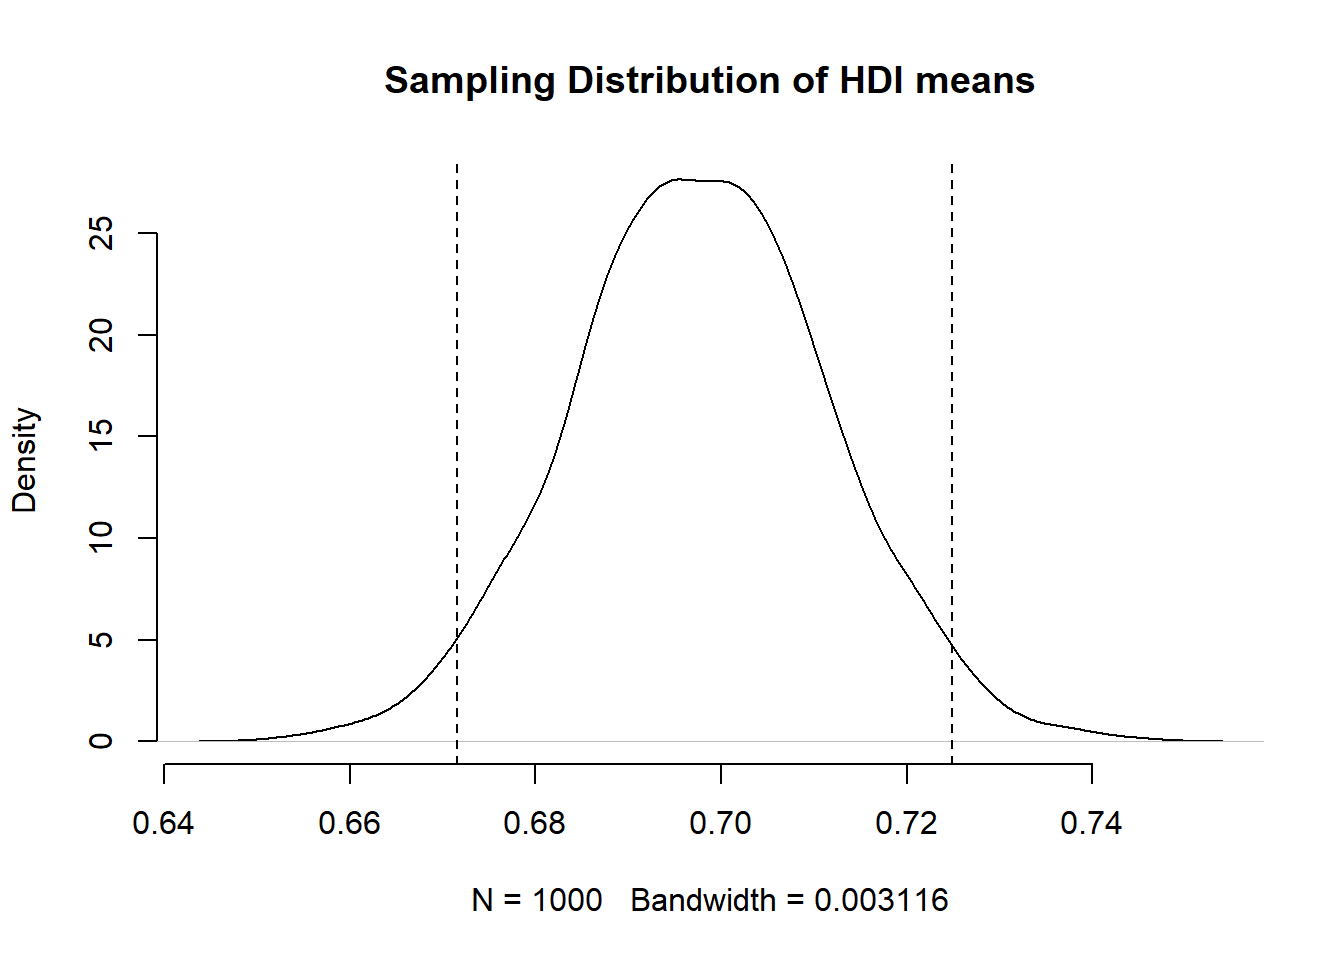 Sampling Distribution of HDI means
Density
25
20
15
10
5
0
0.64 0.66 0.68 0.70 0.72 0.74
N = 1000   Bandwidth = 0.003116